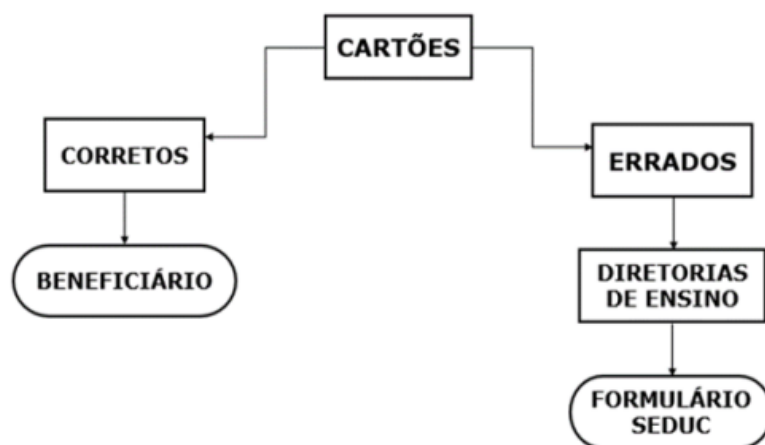 CARTÕES
CORRETOS
ERRADOS
BENEFICIÁRIO
DIRETORIAS
DE ENSINO
FORMULÁRIO
SEDUC